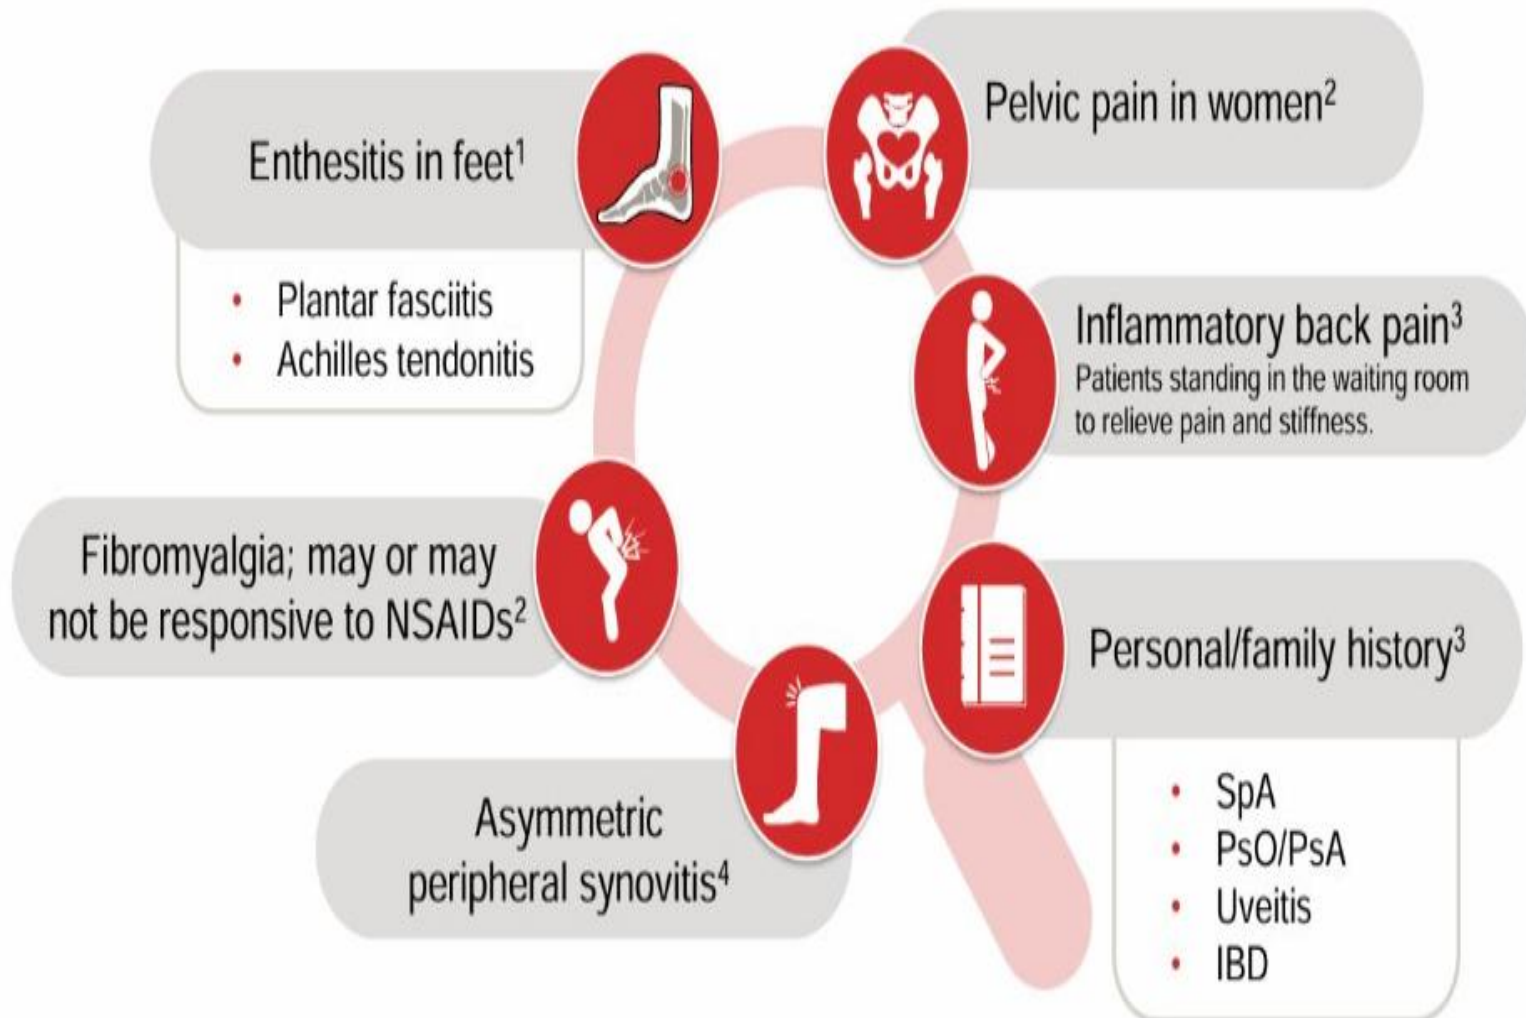 Enthesitis in feet¹
• Plantar fasciitis
• Achilles tendonitis
Pelvic pain in women²
Inflammatory back pain³
Patients standing in the waiting room
to relieve pain and stiffness.
Fibromyalgia; may or may
not be responsive to NSAIDs²
Personal/family history³
• SpA
• PsO/PsA
• Uveitis
• IBD
Asymmetric
peripheral synovitis⁴